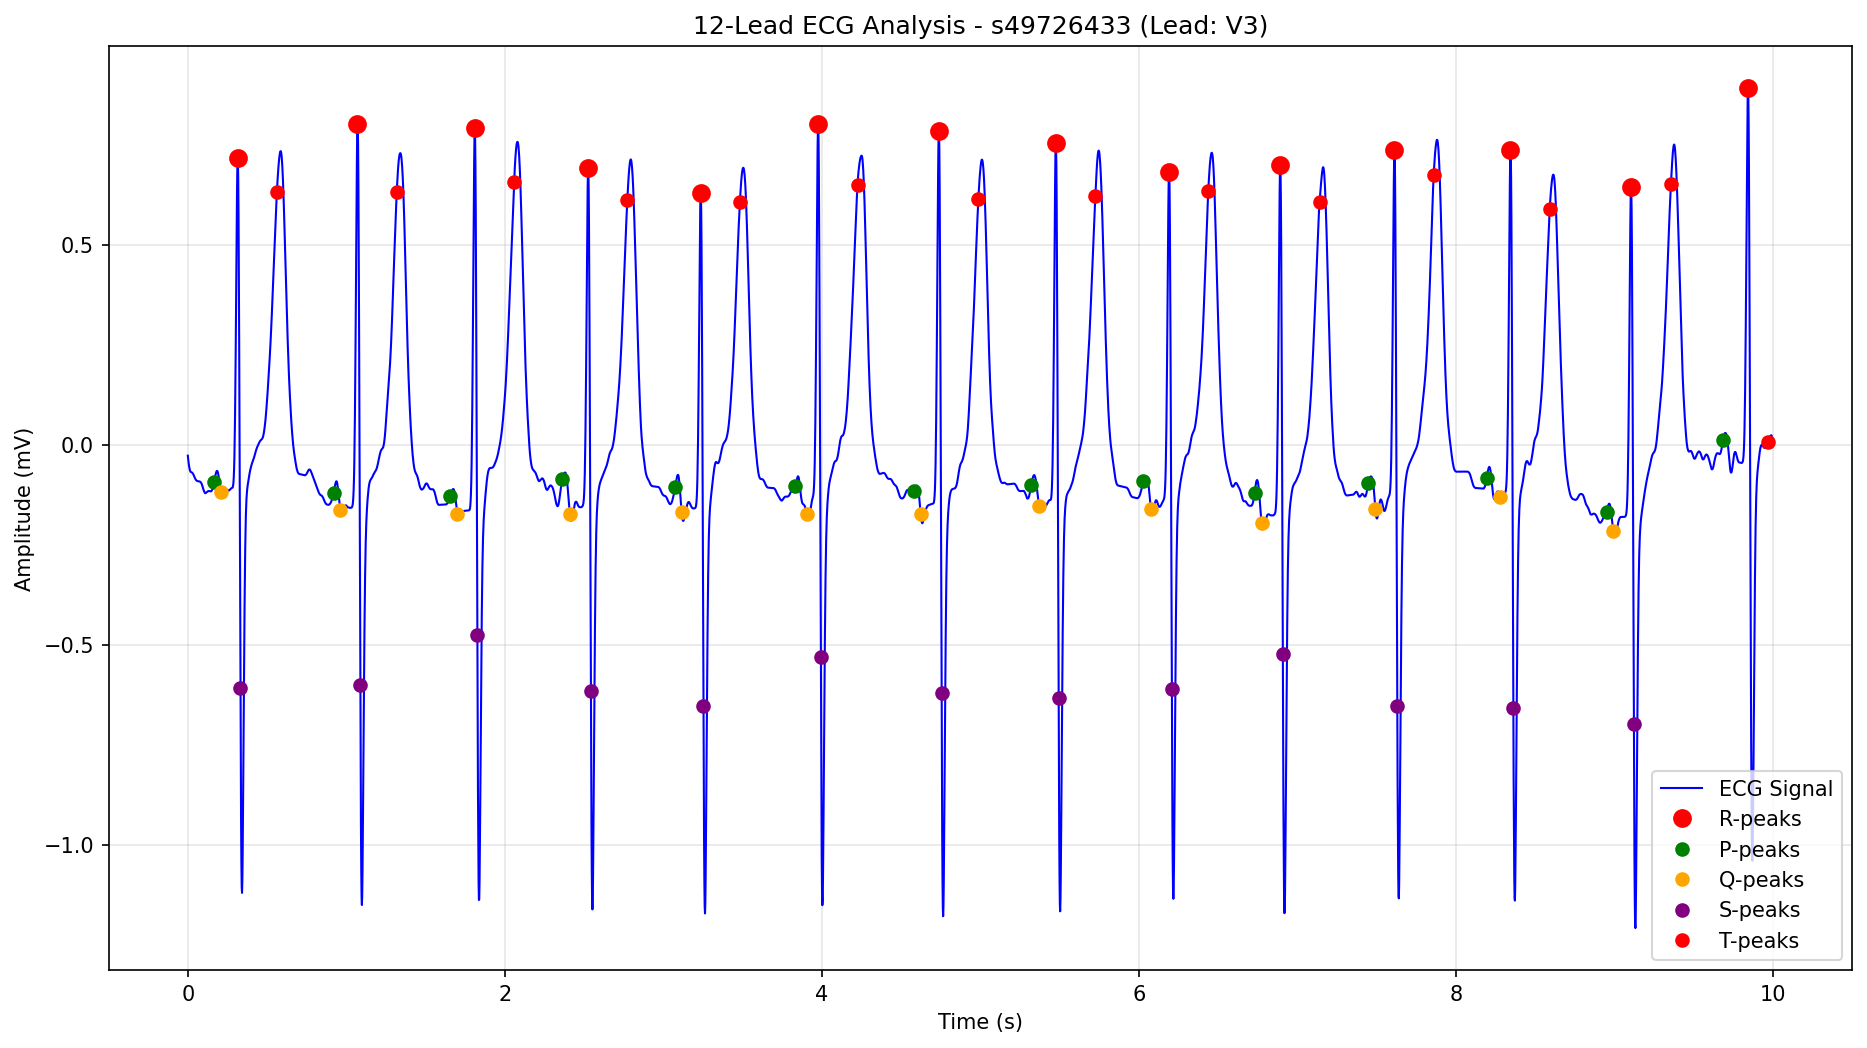 12-Lead ECG Analysis - s49726433 (Lead: V3)
Amplitude (mV)
0.5
0.0
−0.5
−1.0
0
2
4
6
8
10
Time (s)
ECG Signal
R-peaks
P-peaks
Q-peaks
S-peaks
T-peaks